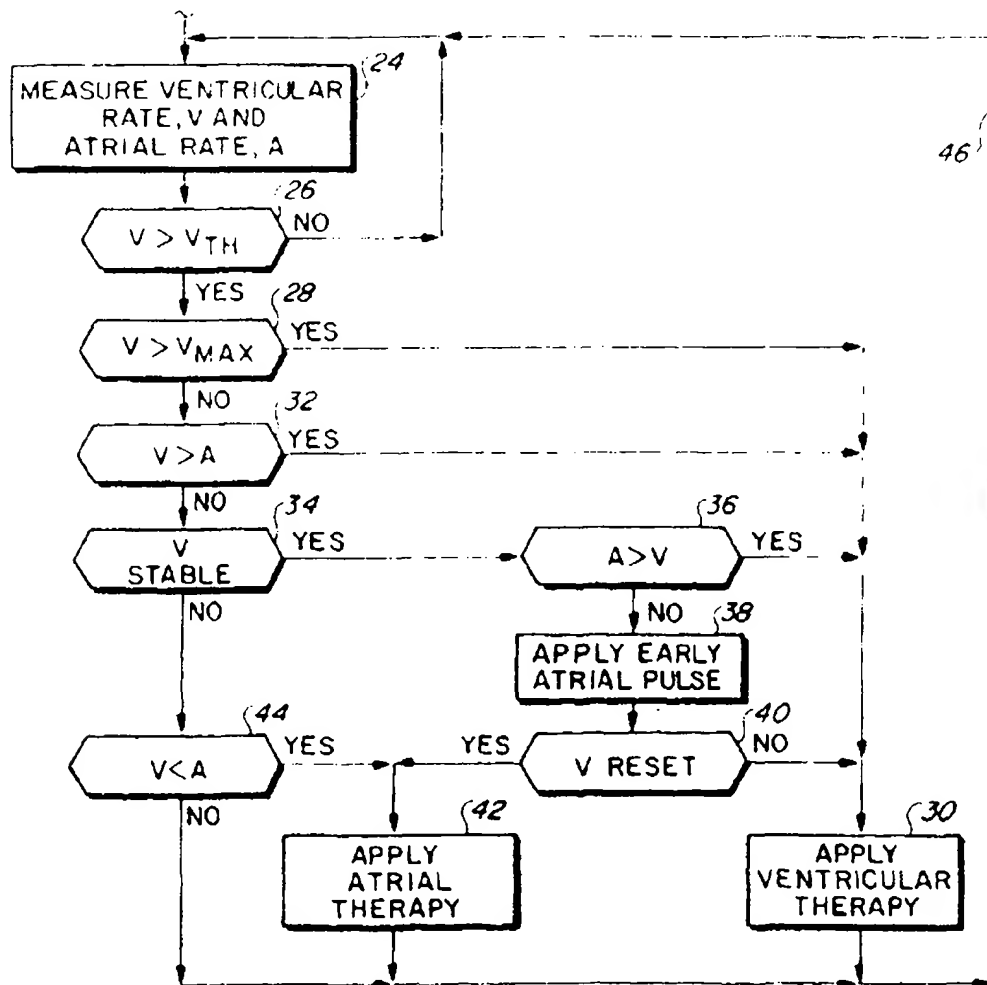 24
MEASURE VENTRICULAR
RATE, V AND
ATRIAL RATE, A
46
26
V > V_TH
NO
YES
28
V > V_MAX
YES
NO
32
V > A
YES
NO
34
V
STABLE
YES
36
A > V
YES
NO
NO
38
APPLY EARLY
ATRIAL PULSE
44
V < A
YES
YES
40
V RESET
NO
NO
42
APPLY
ATRIAL
THERAPY
30
APPLY
VENTRICULAR
THERAPY